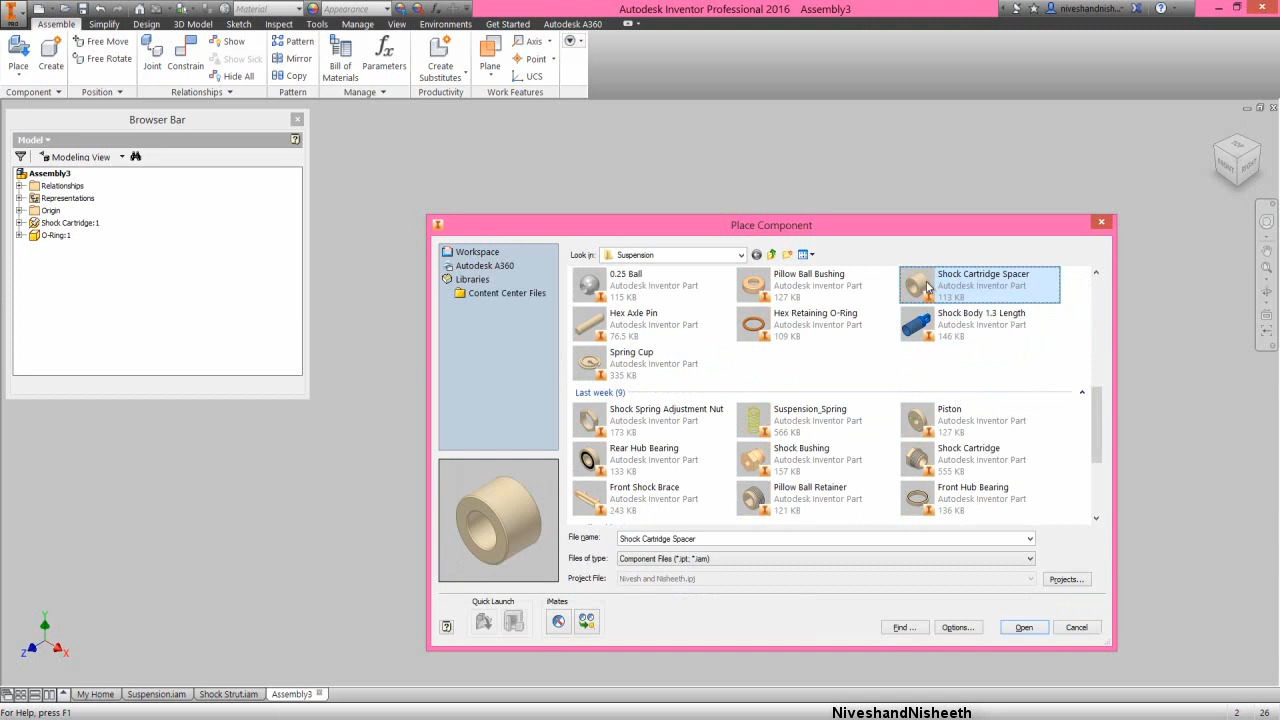 PRO
Material
Appearance
Autodesk Inventor Professional 2016 Assembly3
niveshandnish...
Assemble Simplify Design 3D Model Sketch Inspect Tools Manage View Environments Get Started Autodesk A360
Place
Create
Free Move
Free Rotate
Joint
Constrain
Show
Show Sick
Hide All
Pattern
Mirror
Copy
Bill of
Materials
Parameters
Create
Substitutes
Plane
Axis
Point
UCS
Component Position Relationships Pattern Manage Productivity Work Features
Browser Bar
Model
Modeling View
Assembly3
Relationships
Representations
Origin
Shock Cartridge:1
O-Ring:1
TOP
FRONT
RIGHT
Place Component
Workspace
Autodesk A360
Libraries
Content Center Files
Look in: Suspension
0.25 Ball
Autodesk Inventor Part
115 KB
Pillow Ball Bushing
Autodesk Inventor Part
127 KB
Shock Cartridge Spacer
Autodesk Inventor Part
113 KB
Hex Axle Pin
Autodesk Inventor Part
76.5 KB
Hex Retaining O-Ring
Autodesk Inventor Part
109 KB
Shock Body 1.3 Length
Autodesk Inventor Part
146 KB
Spring Cup
Autodesk Inventor Part
335 KB
Last week (9)
Shock Spring Adjustment Nut
Autodesk Inventor Part
173 KB
Suspension_Spring
Autodesk Inventor Part
566 KB
Piston
Autodesk Inventor Part
127 KB
Rear Hub Bearing
Autodesk Inventor Part
133 KB
Shock Bushing
Autodesk Inventor Part
157 KB
Shock Cartridge
Autodesk Inventor Part
555 KB
Front Shock Brace
Autodesk Inventor Part
243 KB
Pillow Ball Retainer
Autodesk Inventor Part
121 KB
Front Hub Bearing
Autodesk Inventor Part
136 KB
File name: Shock Cartridge Spacer
Files of type: Component Files (*.ipt; *.iam)
Project File: Nivesh and Nisheeth.ipj
Projects...
Quick Launch
iMates
Find ...
Options...
Open
Cancel
Y
Z
X
My Home Suspension.iam Shock Strut.iam Assembly3
For Help, press F1
NiveshandNisheeth
2 26